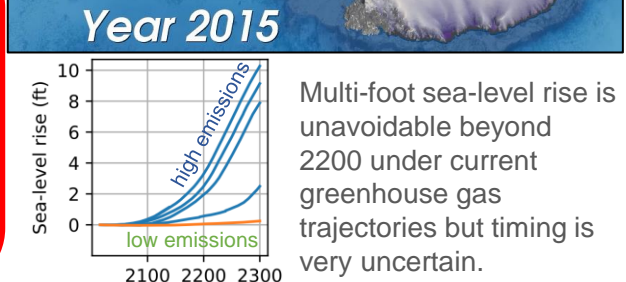 Year 2015
10
8
6
4
2
0
Sea-level rise (ft)
high emissions
low emissions
2100 2200 2300
Multi-foot sea-level rise is
unavoidable beyond
2200 under current
greenhouse gas
trajectories but timing is
very uncertain.